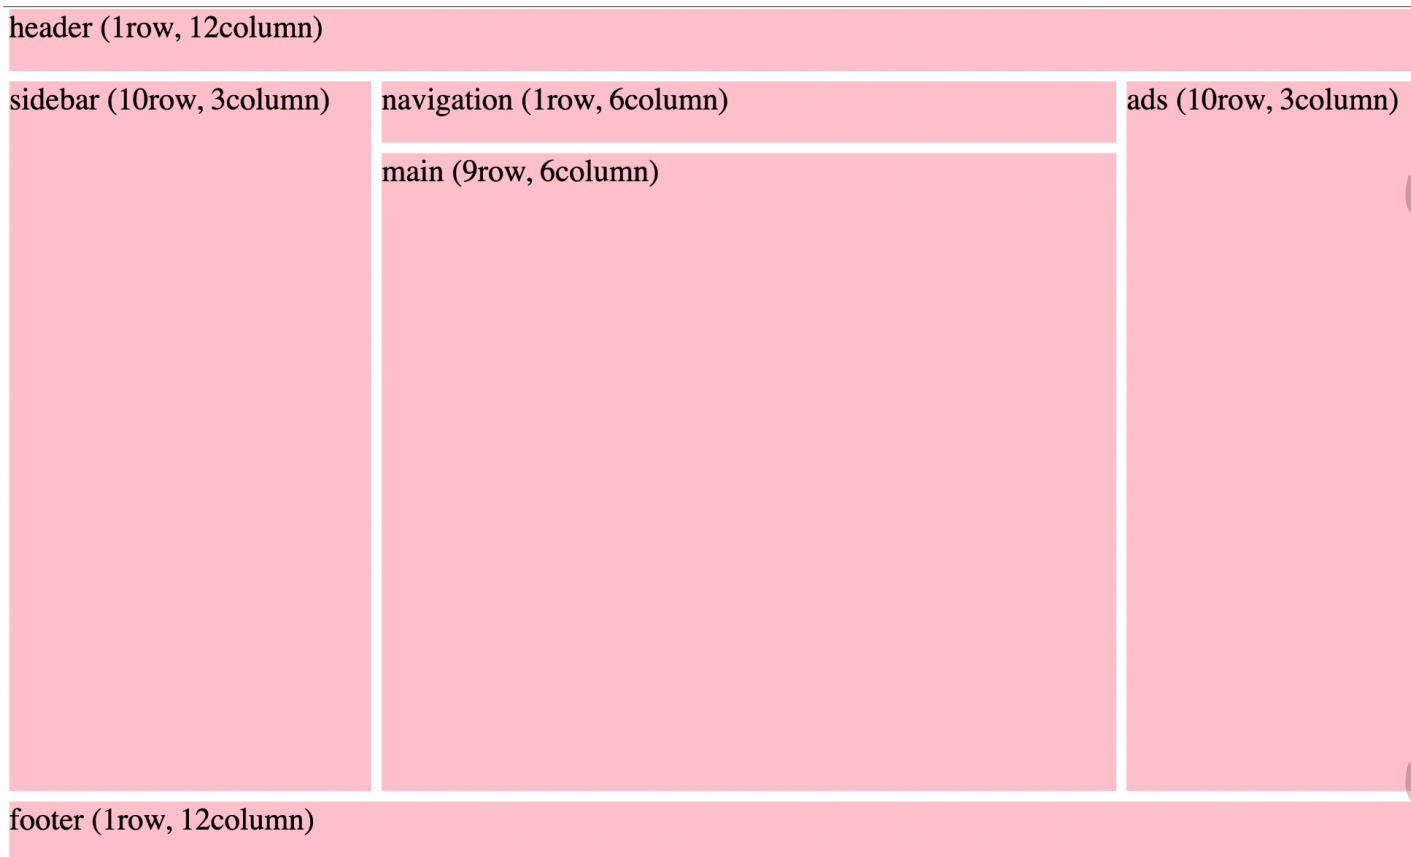 header (1row, 12column)
sidebar (10row, 3column)
navigation (1row, 6column)
ads (10row, 3column)
main (9row, 6column)
footer (1row, 12column)